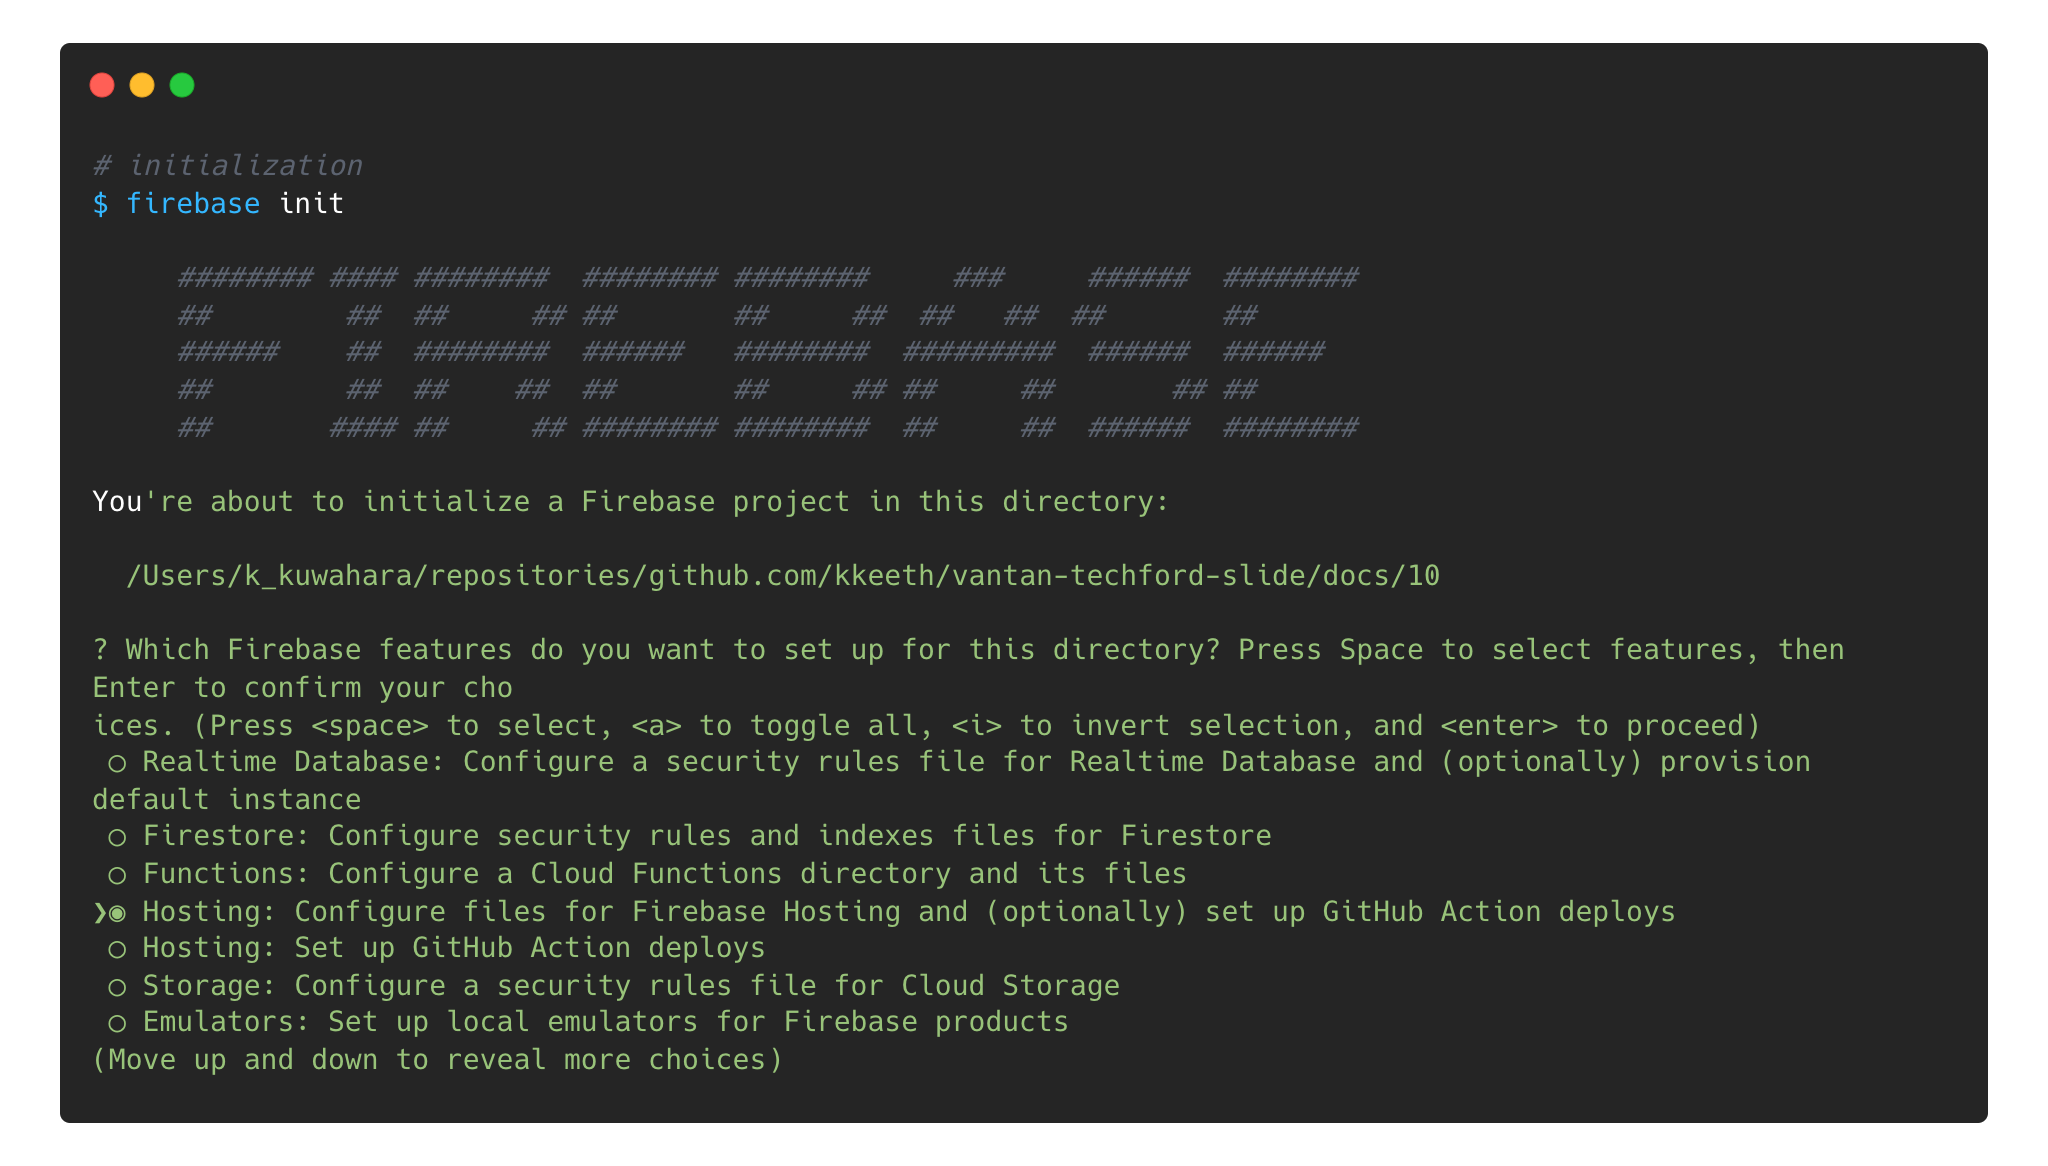 # initialization
$ firebase init
     ######## #### ########  ######## ########     ###     ######  ########
     ##        ##  ##     ## ##       ##     ##  ##   ##  ##       ##
     ######    ##  ########  ######   ########  #########  ######  ######
     ##        ##  ##    ##  ##       ##     ## ##     ##       ## ##
     ##       #### ##     ## ######## ########  ##     ##  ######  ########
You're about to initialize a Firebase project in this directory:
  /Users/k_kuwahara/repositories/github.com/kkeeth/vantan-techford-slide/docs/10
? Which Firebase features do you want to set up for this directory? Press Space to select features, then
Enter to confirm your cho
ices. (Press <space> to select, <a> to toggle all, <i> to invert selection, and <enter> to proceed)
 ◯ Realtime Database: Configure a security rules file for Realtime Database and (optionally) provision
default instance
 ◯ Firestore: Configure security rules and indexes files for Firestore
 ◯ Functions: Configure a Cloud Functions directory and its files
❯◉ Hosting: Configure files for Firebase Hosting and (optionally) set up GitHub Action deploys
 ◯ Hosting: Set up GitHub Action deploys
 ◯ Storage: Configure a security rules file for Cloud Storage
 ◯ Emulators: Set up local emulators for Firebase products
(Move up and down to reveal more choices)